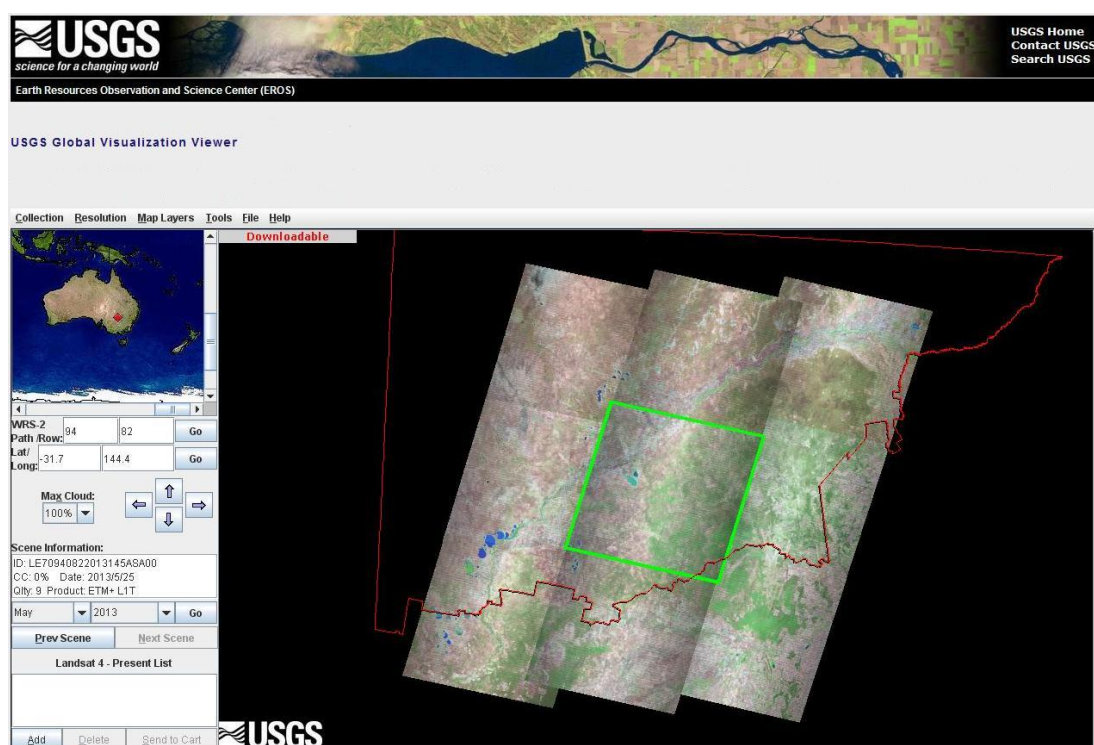 USGS
science for a changing world
USGS Home
Contact USGS
Search USGS
Earth Resources Observation and Science Center (EROS)
USGS Global Visualization Viewer
Collection Resolution Map Layers Tools File Help
Downloadable
WRS-2
Path /Row: 94 82 Go
Lat/
Long: -31.7 144.4 Go
Max Cloud:
100%
Scene Information:
ID: LE70940822013145ASA00
CC: 0% Date: 2013/5/25
Qlty: 9 Product: ETM+ L1T
May 2013 Go
Prev Scene Next Scene
Landsat 4 - Present List
Add Delete Send to Cart
USGS